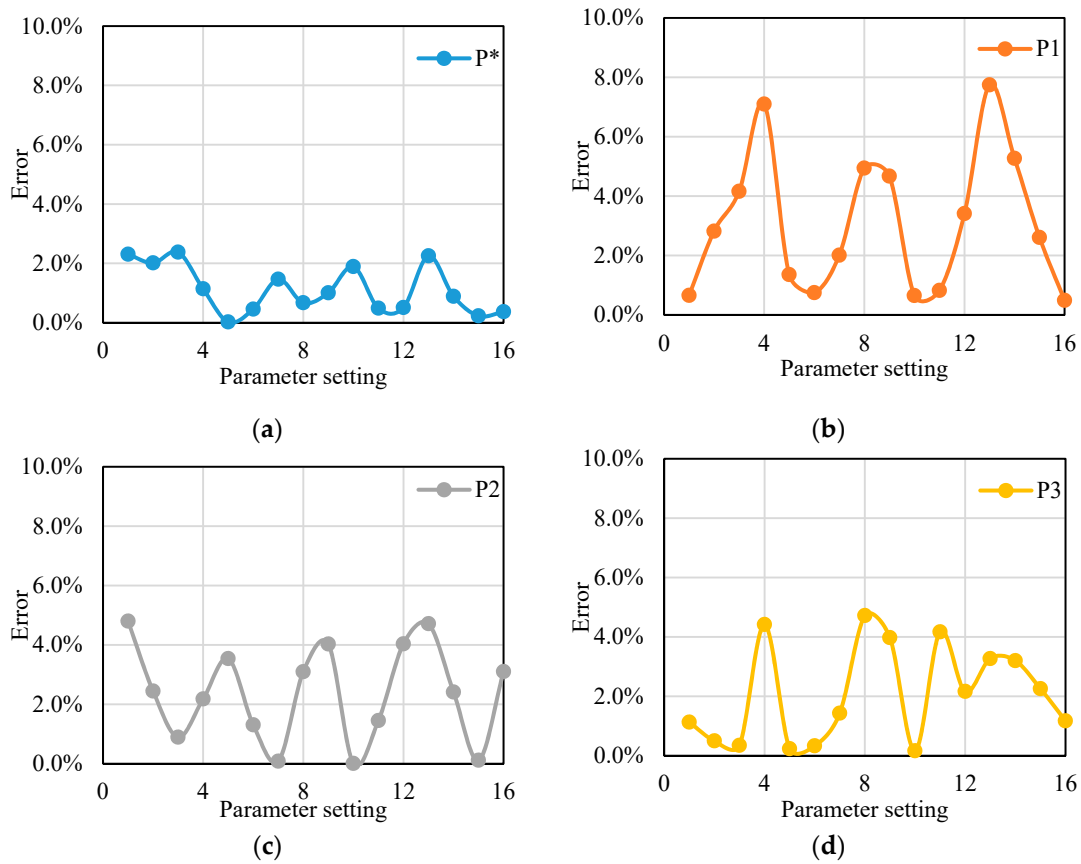 10.0%
8.0%
6.0%
4.0%
2.0%
0.0%
Error
P*
0 4 8 12 16
Parameter setting
(a)
10.0%
8.0%
6.0%
4.0%
2.0%
0.0%
Error
P1
0 4 8 12 16
Parameter setting
(b)
10.0%
8.0%
6.0%
4.0%
2.0%
0.0%
Error
P2
0 4 8 12 16
Parameter setting
(c)
10.0%
8.0%
6.0%
4.0%
2.0%
0.0%
Error
P3
0 4 8 12 16
Parameter setting
(d)